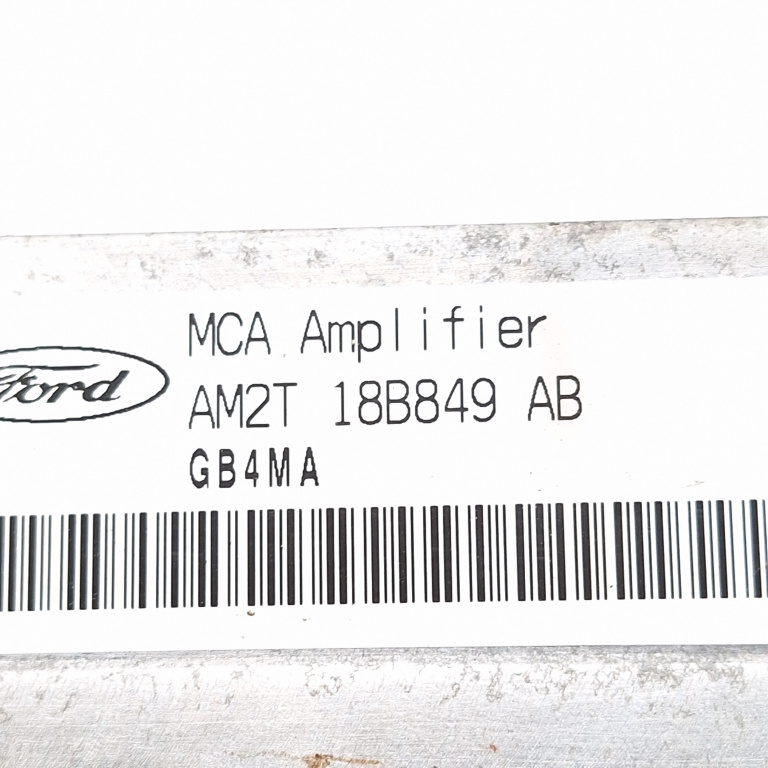 Ford
MCA Amplifier
AM2T 18B849 AB
GB4MA